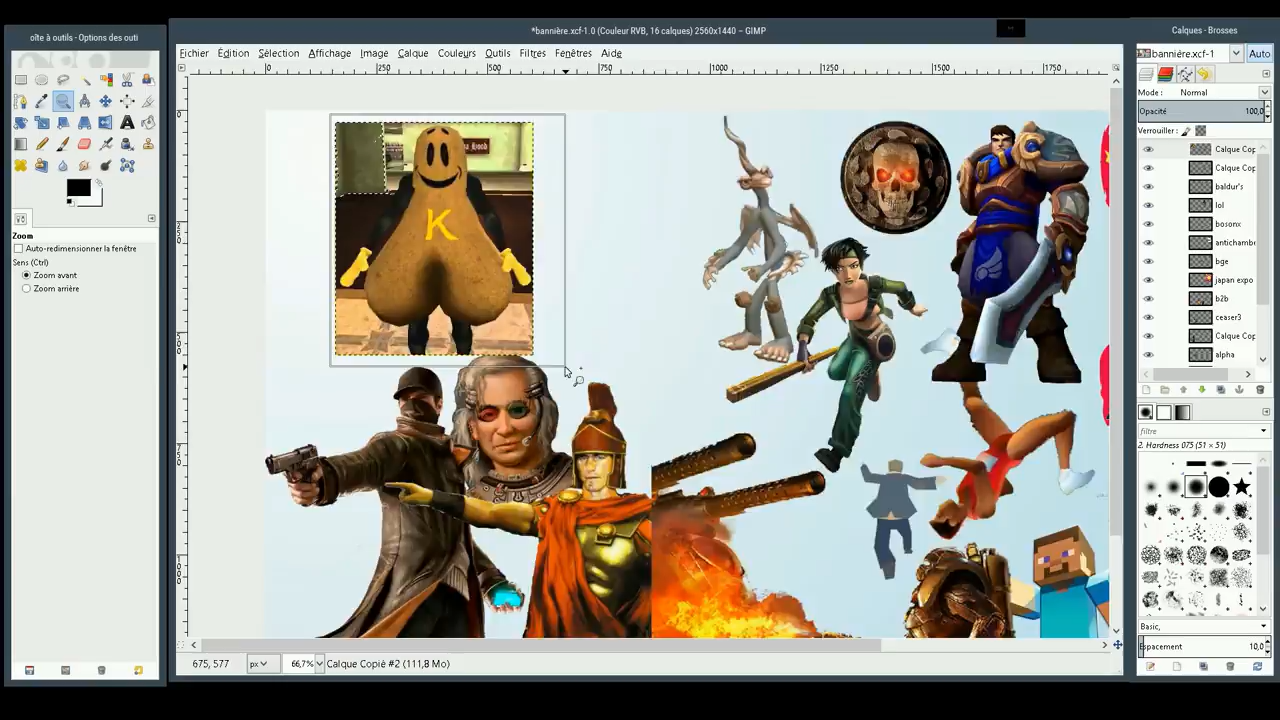 oîte à outils - Options des outi
*bannière.xcf-1.0 (Couleur RVB, 16 calques) 2560x1440 – GIMP
Calques - Brosses
Fichier Édition Sélection Affichage Image Calque Couleurs Outils Filtres Fenêtres Aide
bannière.xcf-1
Auto
0 250 500 750 1000 1250 1500 1750
Mode : Normal
Opacité 100,0
Verrouiller :
Calque Cop
Calque Cop
baldur's
lol
bosonx
antichambr
bge
japan expo
b2b
ceaser3
Calque Cop
alpha
K
Zoom
Auto-redimensionner la fenêtre
Sens (Ctrl)
Zoom avant
Zoom arrière
filtre
2. Hardness 075 (51 × 51)
Basic,
Espacement 10,0
675, 577 px 66,7% Calque Copié #2 (111,8 Mo)